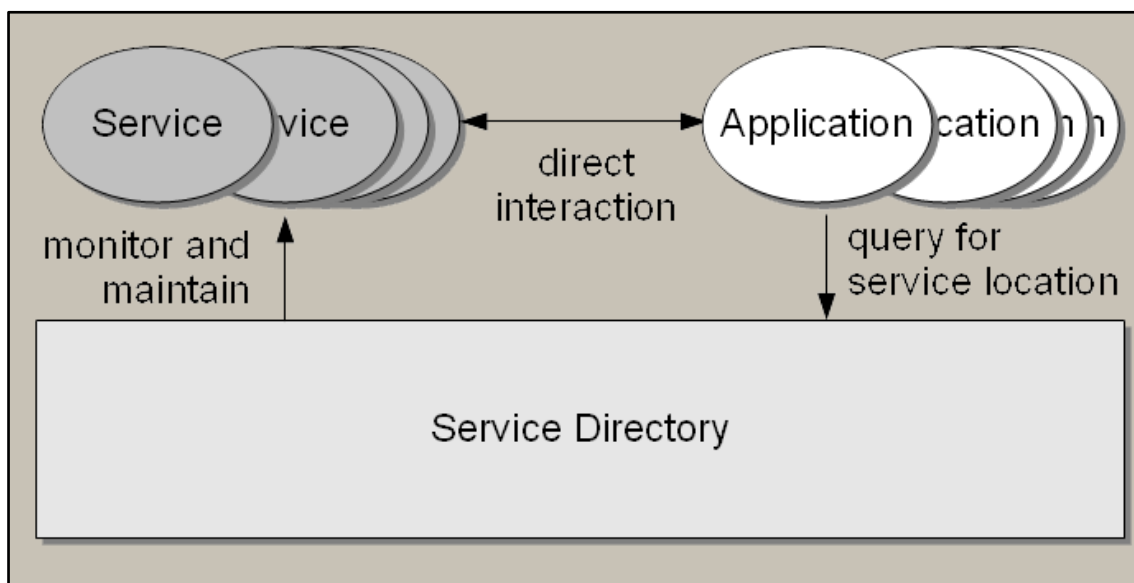 Service
vice
Application
cation
n
direct
interaction
monitor and
maintain
query for
service location
Service Directory